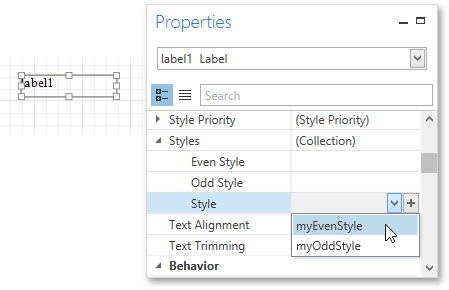 label1
Properties
label1 Label
Search
Style Priority (Style Priority)
Styles (Collection)
Even Style
Odd Style
Style
Text Alignment
Text Trimming
Behavior
myEvenStyle
myOddStyle